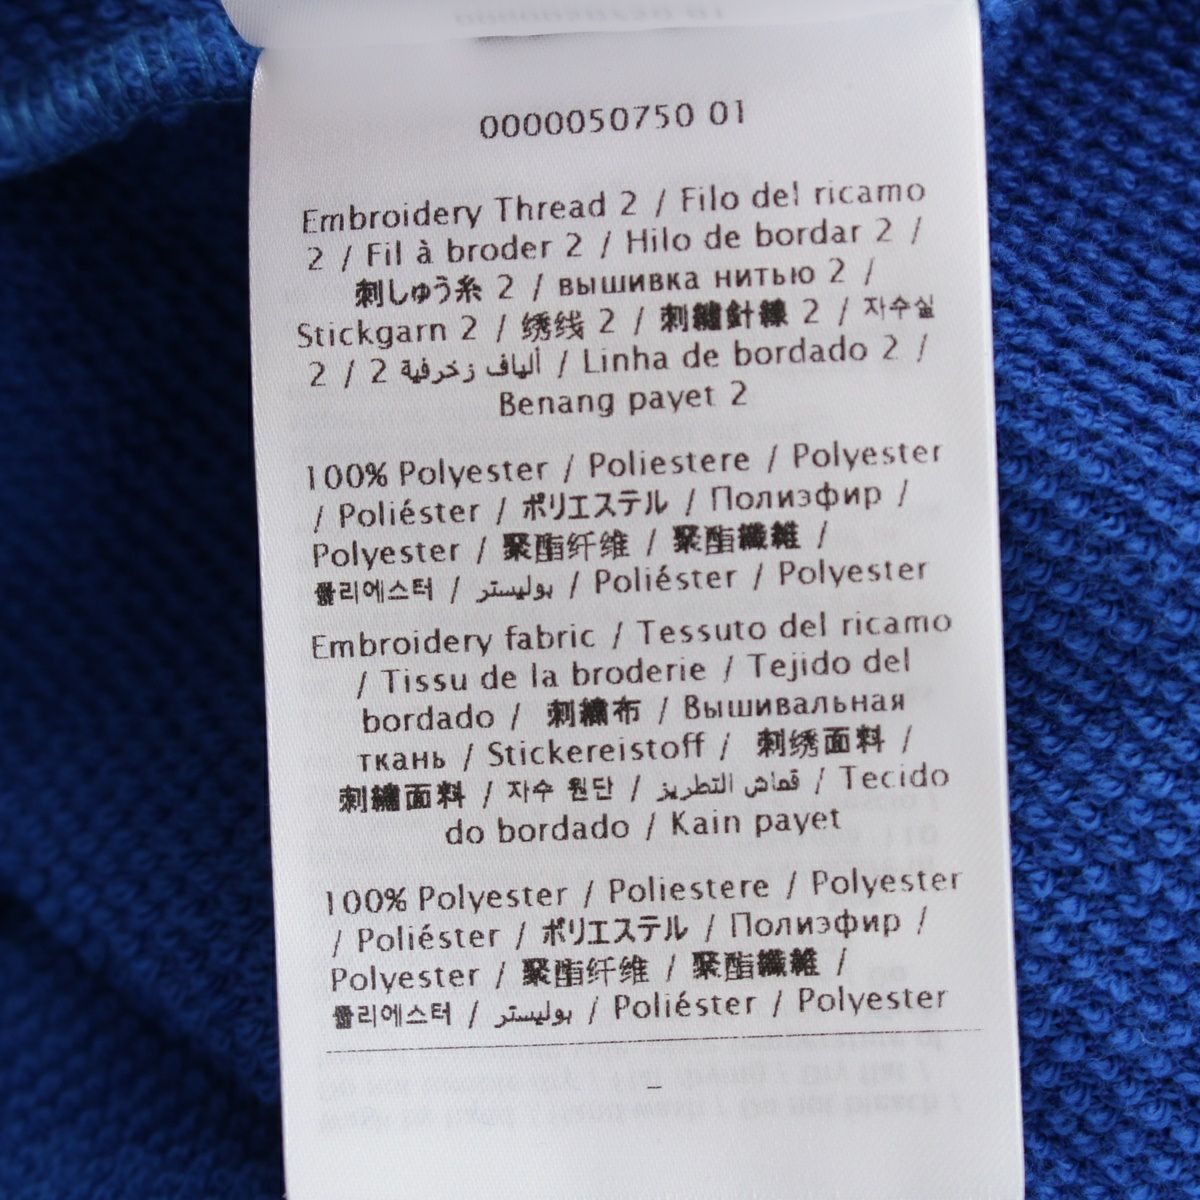 0000050750 01
Embroidery Thread 2 / Filo del ricamo
2 / Fil à broder 2 / Hilo de bordar 2 /
刺しゅう糸 2 / вышивка нитью 2 /
Stickgarn 2 / 绣线 2 / 刺繡針線 2 / 자수실
2 / ألياف زخرفية 2 / Linha de bordado 2 /
Benang payet 2
100% Polyester / Poliestere / Polyester
/ Poliéster / ポリエステル / Полиэфир /
Polyester / 聚酯纤维 / 聚酯纖維 /
폴리에스터 / بوليستر / Poliéster / Polyester
Embroidery fabric / Tessuto del ricamo
/ Tissu de la broderie / Tejido del
bordado / 刺繍布 / Вышивальная
ткань / Stickereistoff / 刺绣面料 /
刺繡面料 / 자수 원단 / قماش التطريز / Tecido
do bordado / Kain payet
100% Polyester / Poliestere / Polyester
/ Poliéster / ポリエステル / Полиэфир /
Polyester / 聚酯纤维 / 聚酯纖維 /
폴리에스터 / بوليستر / Poliéster / Polyester